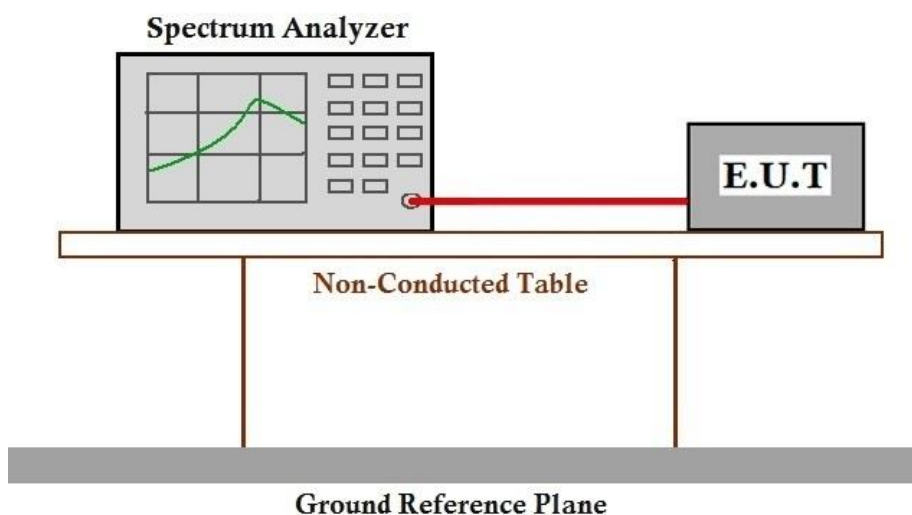 Spectrum Analyzer
E.U.T
Non-Conducted Table
Ground Reference Plane